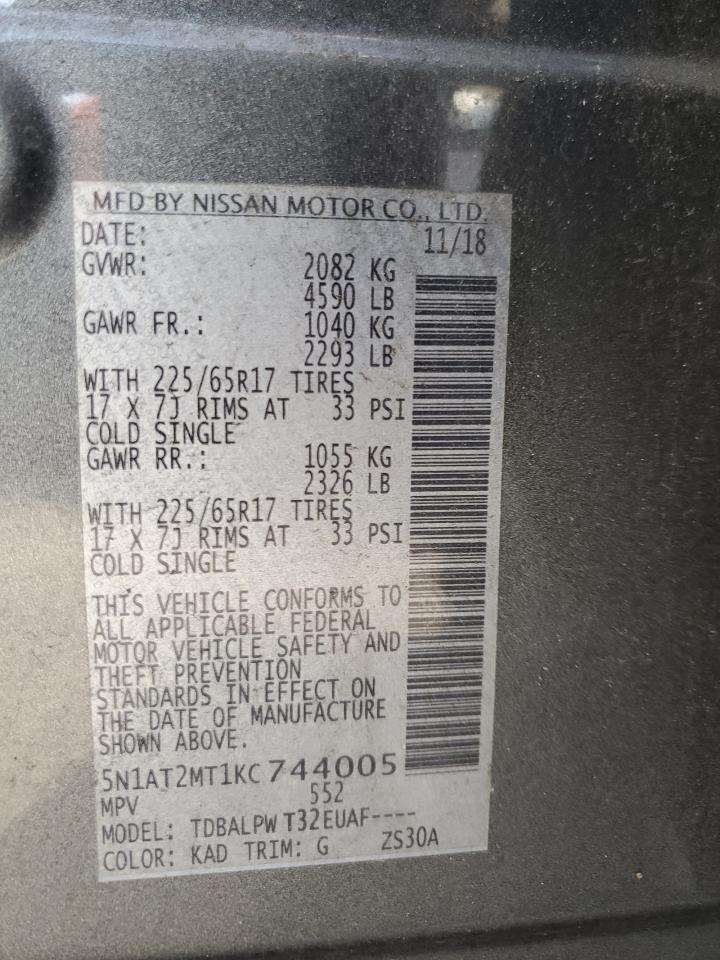 MFD BY NISSAN MOTOR CO., LTD.
DATE: 11/18
GVWR: 2082 KG
4590 LB
GAWR FR.: 1040 KG
2293 LB
WITH 225/65R17 TIRES
17 X 7J RIMS AT 33 PSI
COLD SINGLE
GAWR RR.: 1055 KG
2326 LB
WITH 225/65R17 TIRES
17 X 7J RIMS AT 33 PSI
COLD SINGLE
THIS VEHICLE CONFORMS TO
ALL APPLICABLE FEDERAL
MOTOR VEHICLE SAFETY AND
THEFT PREVENTION
STANDARDS IN EFFECT ON
THE DATE OF MANUFACTURE
SHOWN ABOVE.
5N1AT2MT1KC744005
MPV 552
MODEL: TDBALPWT32EUAF----
COLOR: KAD TRIM: G ZS30A